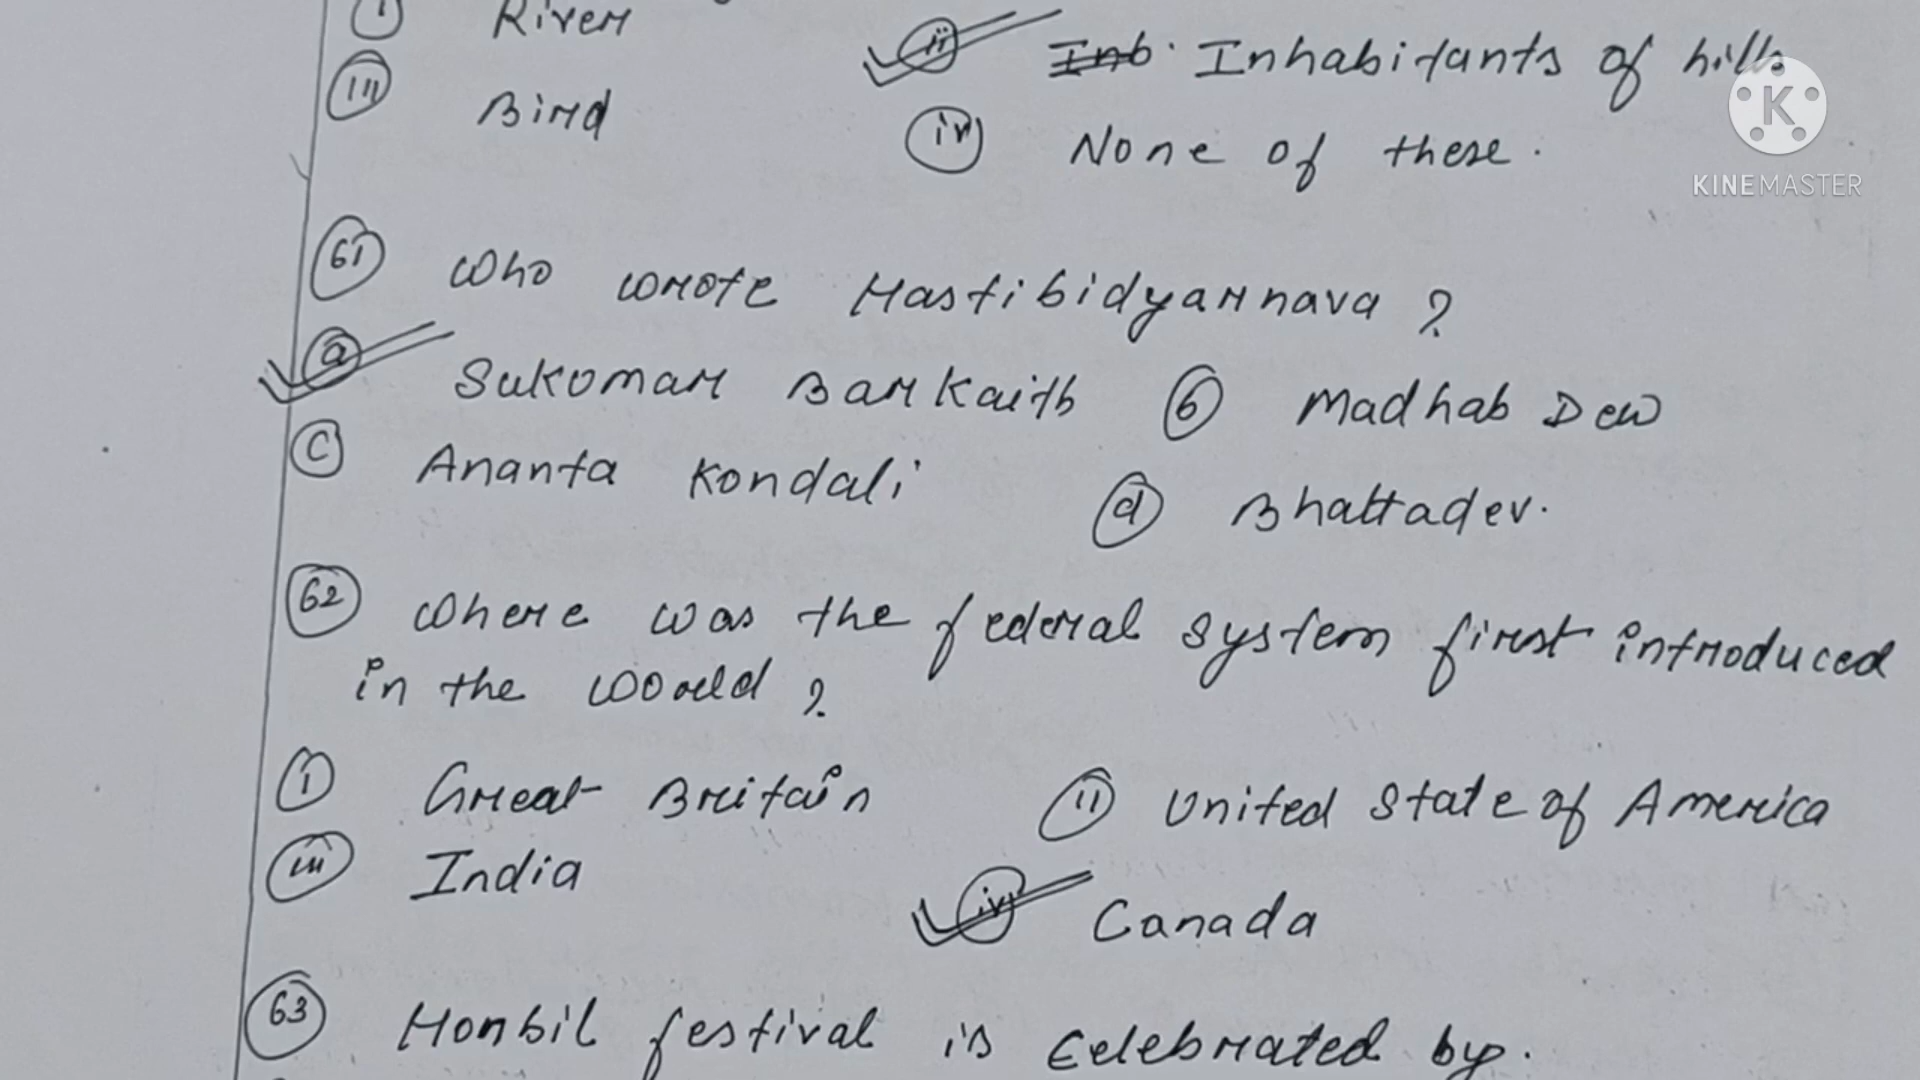 i River
ii Inb. Inhabitants of hills
iii Bird
iv None of these.
KINEMASTER
61 Who wrote Hastibidyarnava ?
a Sukomar Barkaith b Madhab Dew
c Ananta Kondali
d Bhattadev.
62 Where was the federal system first introduced
in the world ?
i Great Britain ii United State of America
iii India
iv Canada
63 Honbil festival is celebrated by.